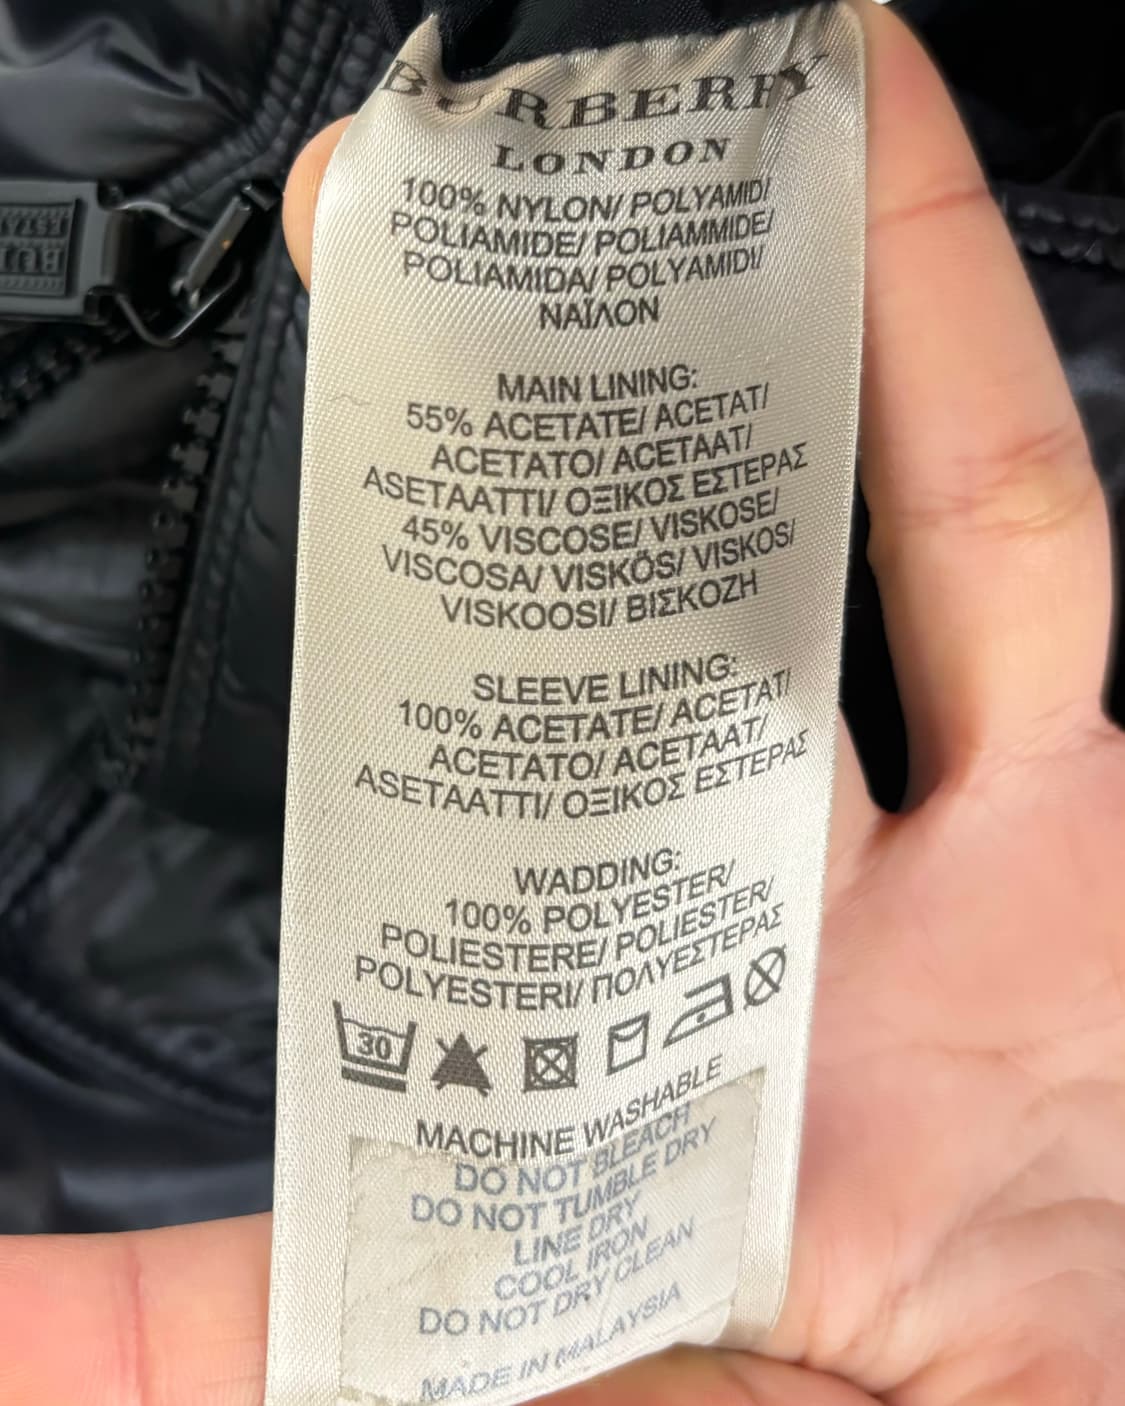 BURBERRY
LONDON
100% NYLON/ POLYAMID/
POLIAMIDE/ POLIAMMIDE/
POLIAMIDA/ POLYAMIDI/
ΝΑΪΛΟΝ
MAIN LINING:
55% ACETATE/ ACETAT/
ACETATO/ ACETAAT/
ASETAATTI/ ΟΞΙΚΟΣ ΕΣΤΕΡΑΣ
45% VISCOSE/ VISKOSE/
VISCOSA/ VISKÓS/ VISKOS/
VISKOOSI/ ΒΙΣΚΟΖΗ
SLEEVE LINING:
100% ACETATE/ ACETAT/
ACETATO/ ACETAAT/
ASETAATTI/ ΟΞΙΚΟΣ ΕΣΤΕΡΑΣ
WADDING:
100% POLYESTER/
POLIESTERE/ POLIESTER/
POLYESTERI/ ΠΟΛΥΕΣΤΕΡΑΣ
30
MACHINE WASHABLE
DO NOT BLEACH
DO NOT TUMBLE DRY
LINE DRY
COOL IRON
DO NOT DRY CLEAN
MADE IN MALAYSIA